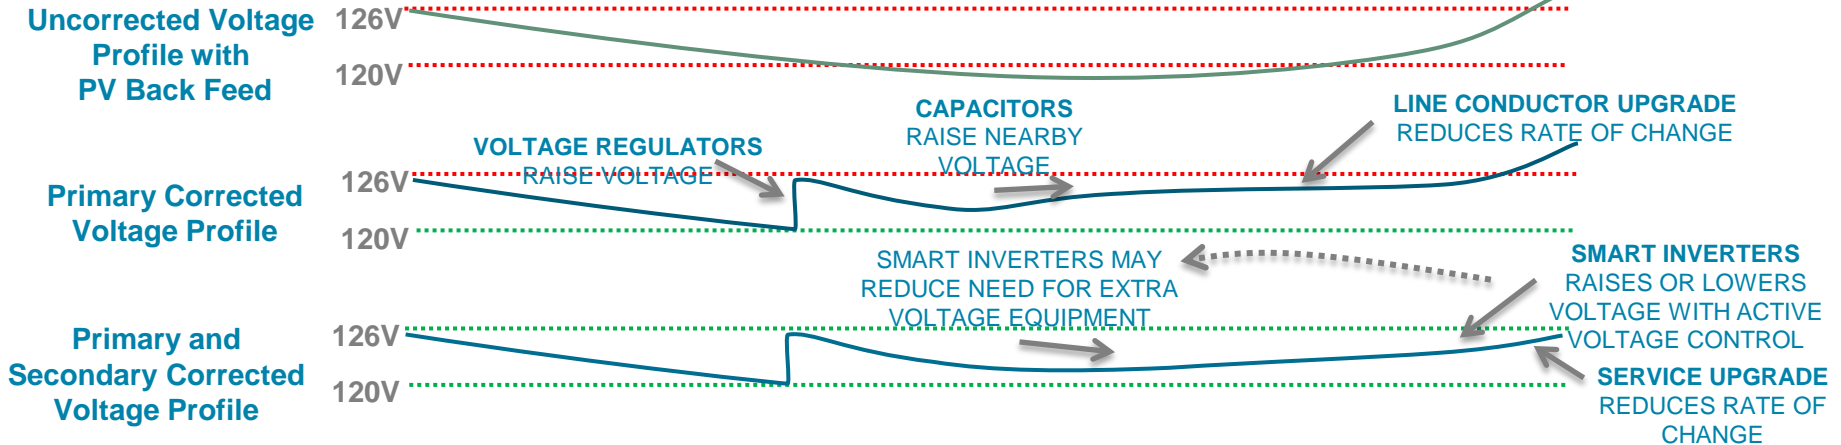 Uncorrected Voltage
Profile with
PV Back Feed
126V
120V
CAPACITORS
RAISE NEARBY
VOLTAGE
LINE CONDUCTOR UPGRADE
REDUCES RATE OF CHANGE
VOLTAGE REGULATORS
RAISE VOLTAGE
Primary Corrected
Voltage Profile
126V
120V
SMART INVERTERS MAY
REDUCE NEED FOR EXTRA
VOLTAGE EQUIPMENT
SMART INVERTERS
RAISES OR LOWERS
VOLTAGE WITH ACTIVE
VOLTAGE CONTROL
Primary and
Secondary Corrected
Voltage Profile
126V
120V
SERVICE UPGRADE
REDUCES RATE OF
CHANGE